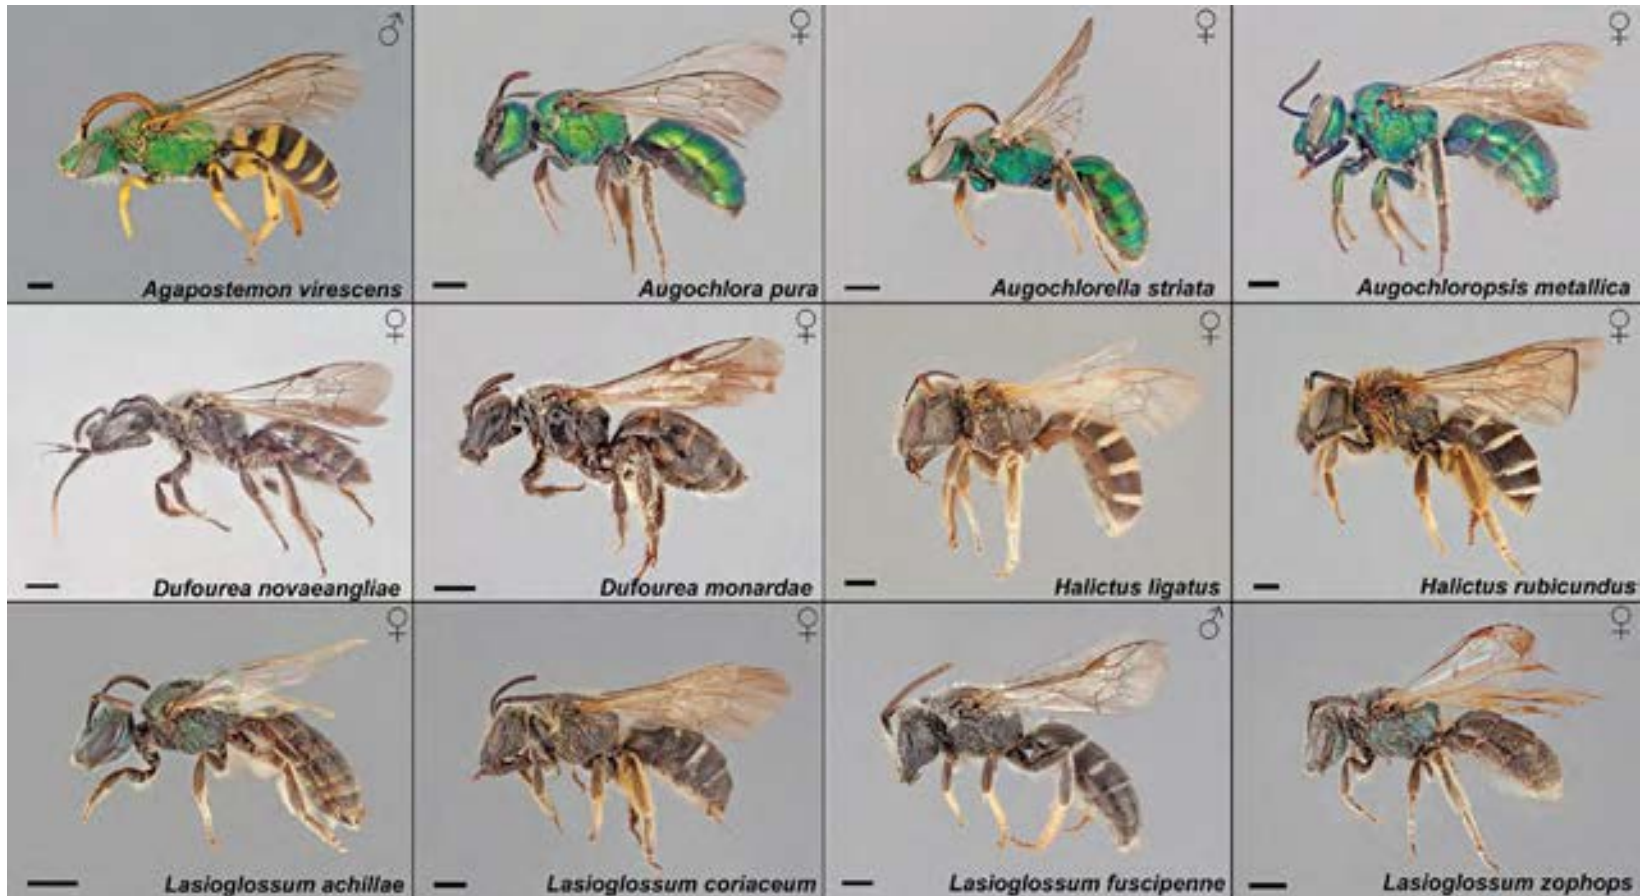 ♂
Agapostemon virescens
♀
Augochlora pura
♀
Augochlorella striata
♀
Augochloropsis metallica
♀
Dufourea novaeangliae
♀
Dufourea monardae
♀
Halictus ligatus
♀
Halictus rubicundus
♀
Lasioglossum achillae
♀
Lasioglossum coriaceum
♂
Lasioglossum fuscipenne
♀
Lasioglossum zophops